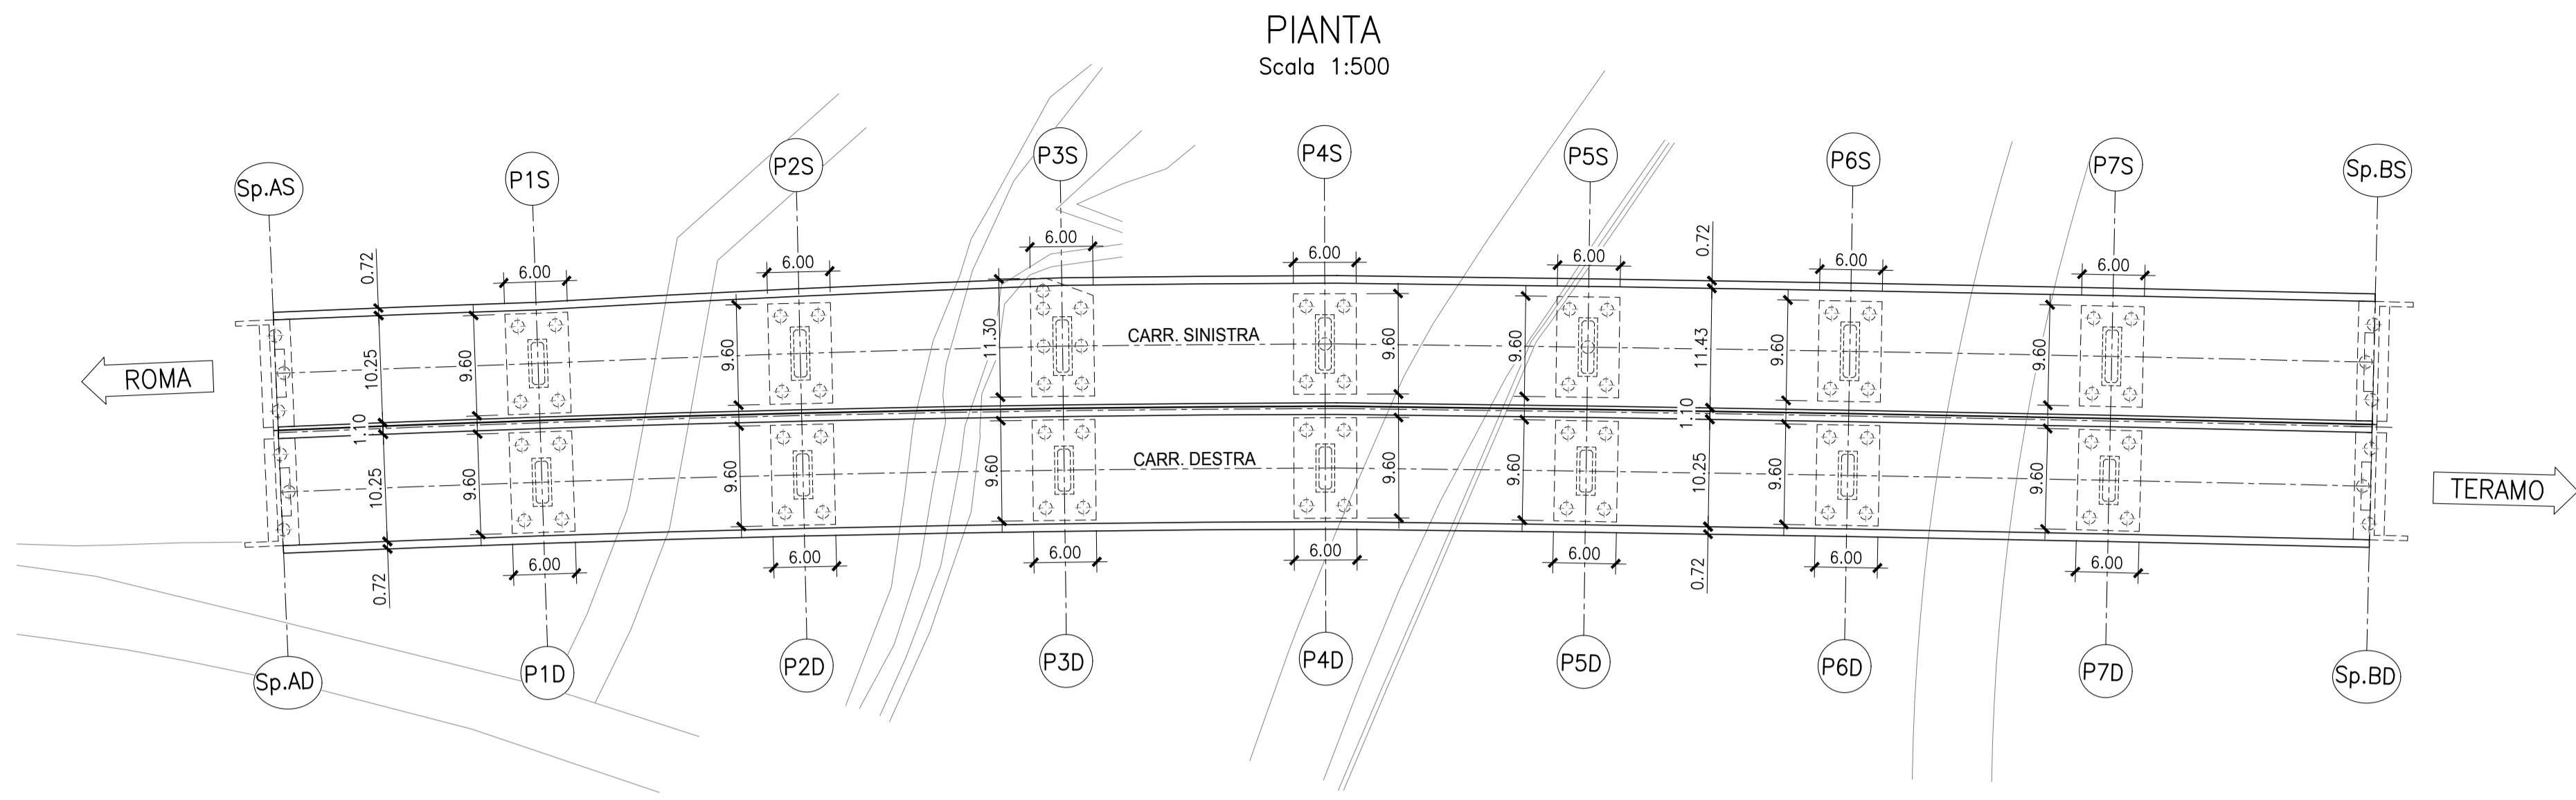 PIANTA
Scala 1:500
Sp.AS
P1S
P2S
P3S
P4S
P5S
P6S
P7S
Sp.BS
0.72
6.00
6.00
6.00
6.00
6.00
0.72
6.00
6.00
ROMA
10.25
9.60
9.60
11.30
CARR. SINISTRA
9.60
9.60
11.43
9.60
9.60
1.10
1.10
10.25
9.60
9.60
9.60
CARR. DESTRA
9.60
9.60
10.25
9.60
9.60
TERAMO
0.72
6.00
6.00
6.00
6.00
6.00
0.72
6.00
6.00
Sp.AD
P1D
P2D
P3D
P4D
P5D
P6D
P7D
Sp.BD